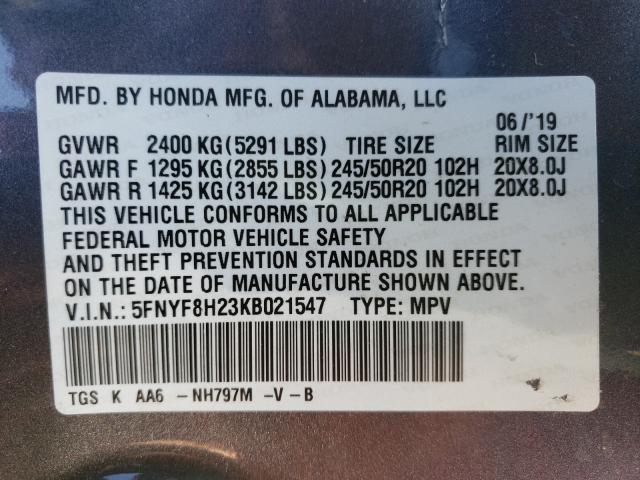 MFD. BY HONDA MFG. OF ALABAMA, LLC
06/'19
GVWR 2400 KG(5291 LBS) TIRE SIZE RIM SIZE
GAWR F 1295 KG(2855 LBS) 245/50R20 102H 20X8.0J
GAWR R 1425 KG(3142 LBS) 245/50R20 102H 20X8.0J
THIS VEHICLE CONFORMS TO ALL APPLICABLE
FEDERAL MOTOR VEHICLE SAFETY
AND THEFT PREVENTION STANDARDS IN EFFECT
ON THE DATE OF MANUFACTURE SHOWN ABOVE.
V.I.N.: 5FNYF8H23KB021547 TYPE: MPV
TGS K AA6 -NH797M -V-B